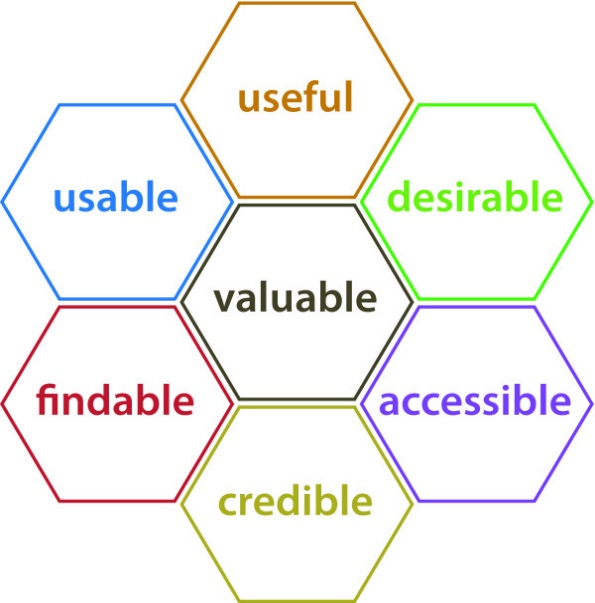 useful
usable
desirable
valuable
findable
accessible
credible